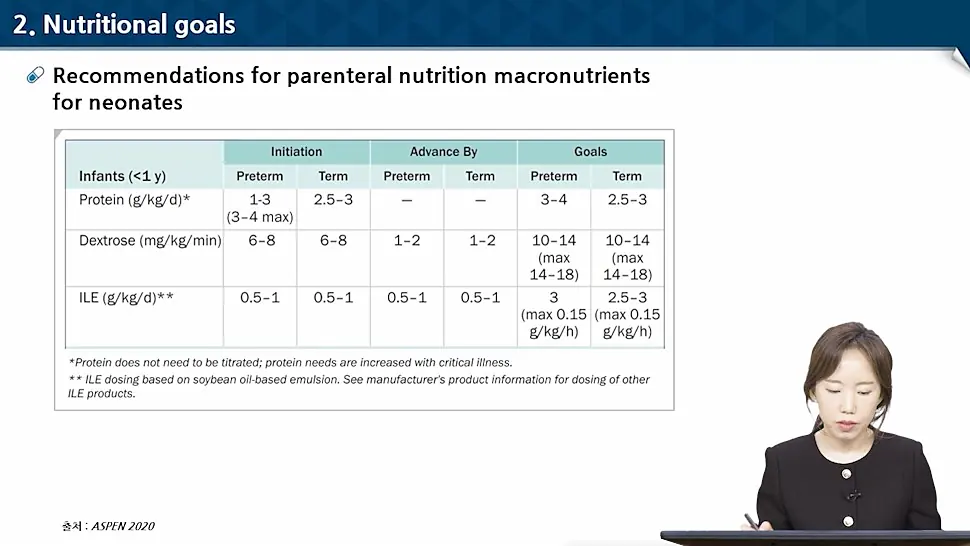 2. Nutritional goals
Recommendations for parenteral nutrition macronutrients
for neonates
Initiation Advance By Goals
Infants (<1 y) Preterm Term Preterm Term Preterm Term
Protein (g/kg/d)* 1-3 (3–4 max) 2.5–3 — — 3–4 2.5–3
Dextrose (mg/kg/min) 6–8 6–8 1–2 1–2 10–14 (max 14–18) 10–14 (max 14–18)
ILE (g/kg/d)** 0.5–1 0.5–1 0.5–1 0.5–1 3 (max 0.15 g/kg/h) 2.5–3 (max 0.15 g/kg/h)
*Protein does not need to be titrated; protein needs are increased with critical illness.
** ILE dosing based on soybean oil-based emulsion. See manufacturer's product information for dosing of other
ILE products.
출처 : ASPEN 2020